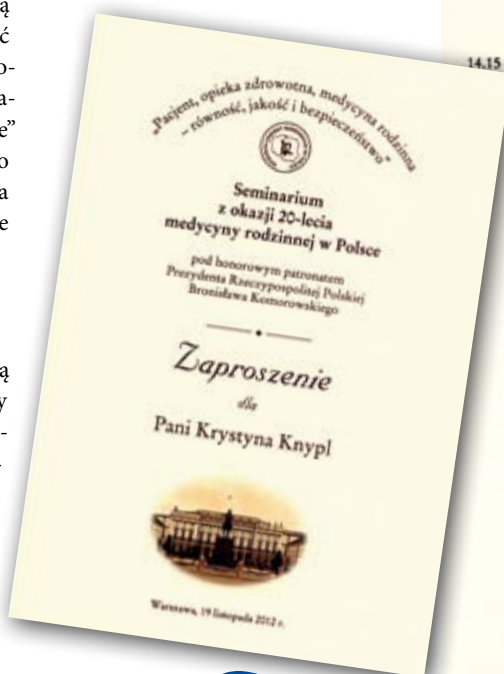 ą
ć
o-
a-
e”
o
a
e
ą
y
-
14.15
„Pacjent, opieka zdrowotna, medycyna rodzinna
– równość, jakość i bezpieczeństwo”
Seminarium
z okazji 20-lecia
medycyny rodzinnej w Polsce
pod honorowym patronatem
Prezydenta Rzeczypospolitej Polskiej
Bronisława Komorowskiego
Zaproszenie
dla
Pani Krystyna Knypl
Warszawa, 19 listopada 2012 r.